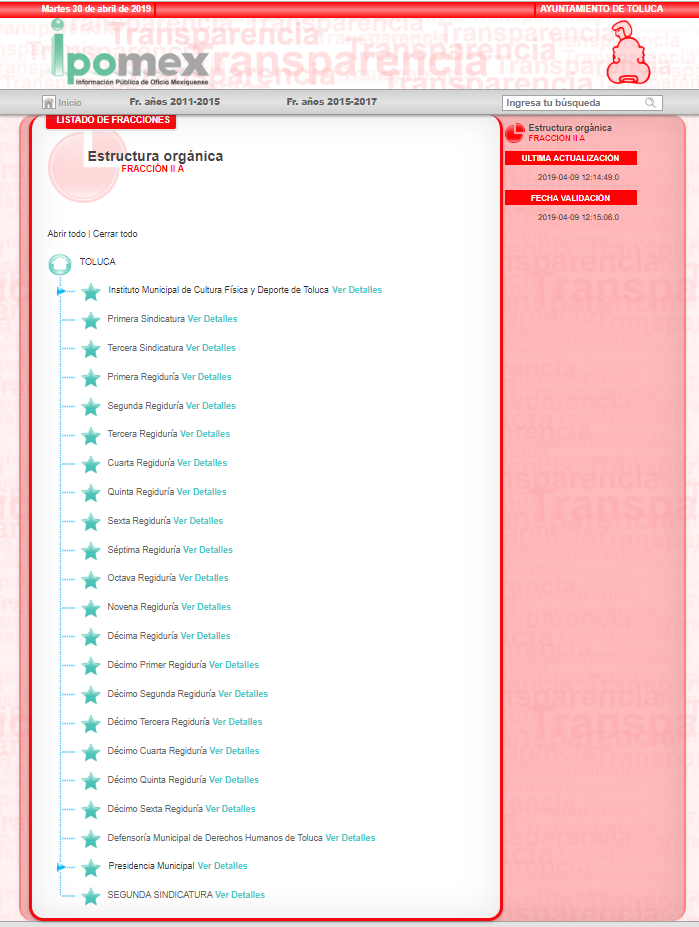 Martes 30 de abril de 2019
AYUNTAMIENTO DE TOLUCA
ipomex
Información Pública de Oficio Mexiquense
Inicio
Fr. años 2011-2015
Fr. años 2015-2017
Ingresa tu búsqueda
LISTADO DE FRACCIONES
Estructura orgánica
FRACCIÓN II A
Abrir todo | Cerrar todo
TOLUCA
Instituto Municipal de Cultura Física y Deporte de Toluca Ver Detalles
Primera Sindicatura Ver Detalles
Tercera Sindicatura Ver Detalles
Primera Regiduría Ver Detalles
Segunda Regiduría Ver Detalles
Tercera Regiduría Ver Detalles
Cuarta Regiduría Ver Detalles
Quinta Regiduría Ver Detalles
Sexta Regiduría Ver Detalles
Séptima Regiduría Ver Detalles
Octava Regiduría Ver Detalles
Novena Regiduría Ver Detalles
Décima Regiduría Ver Detalles
Décimo Primer Regiduría Ver Detalles
Décimo Segunda Regiduría Ver Detalles
Décimo Tercera Regiduría Ver Detalles
Décimo Cuarta Regiduría Ver Detalles
Décimo Quinta Regiduría Ver Detalles
Décimo Sexta Regiduría Ver Detalles
Defensoría Municipal de Derechos Humanos de Toluca Ver Detalles
Presidencia Municipal Ver Detalles
SEGUNDA SINDICATURA Ver Detalles
Estructura orgánica
FRACCIÓN II A
ULTIMA ACTUALIZACIÓN
2019-04-09 12:14:49.0
FECHA VALIDACIÓN
2019-04-09 12:15:06.0